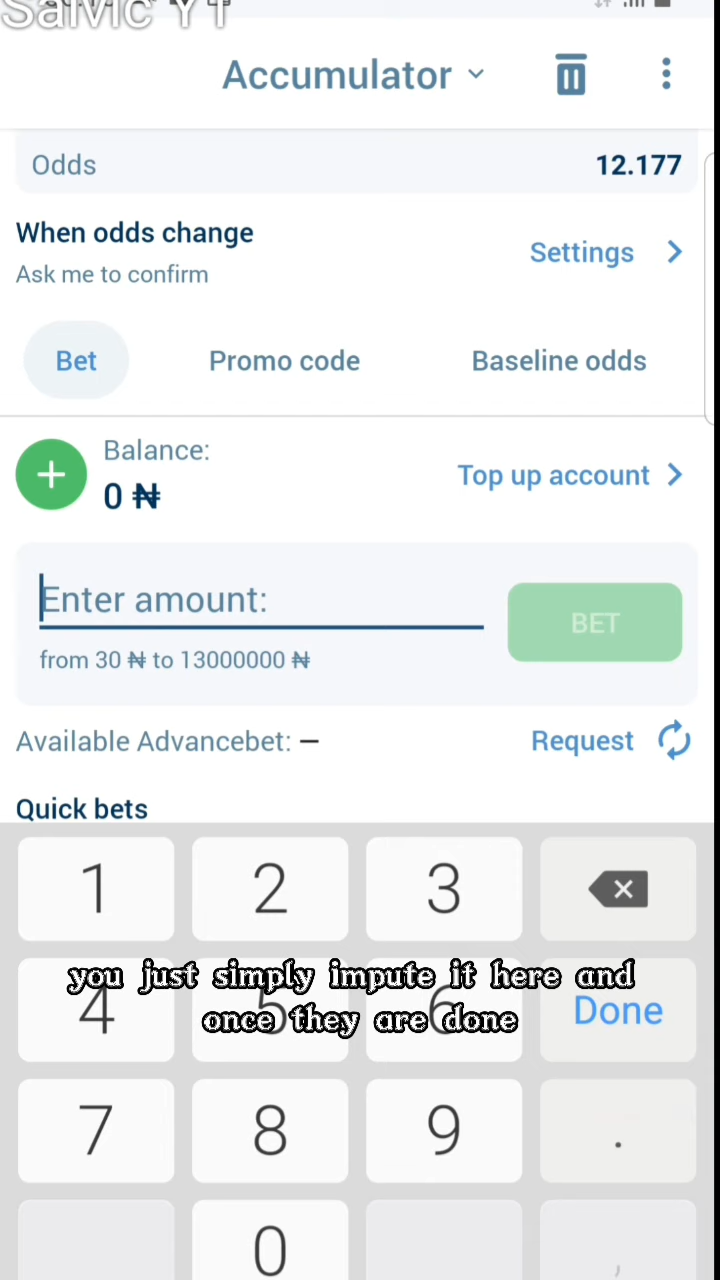 Salvic YT
Accumulator
Odds 12.177
When odds change
Ask me to confirm
Settings
Bet Promo code Baseline odds
Balance:
0 ₦
Top up account
Enter amount:
BET
from 30 ₦ to 13000000 ₦
Available Advancebet: — Request
Quick bets
1 2 3
you just simply impute it here and
once they are done
4 5 6 Done
7 8 9 .
0 ,